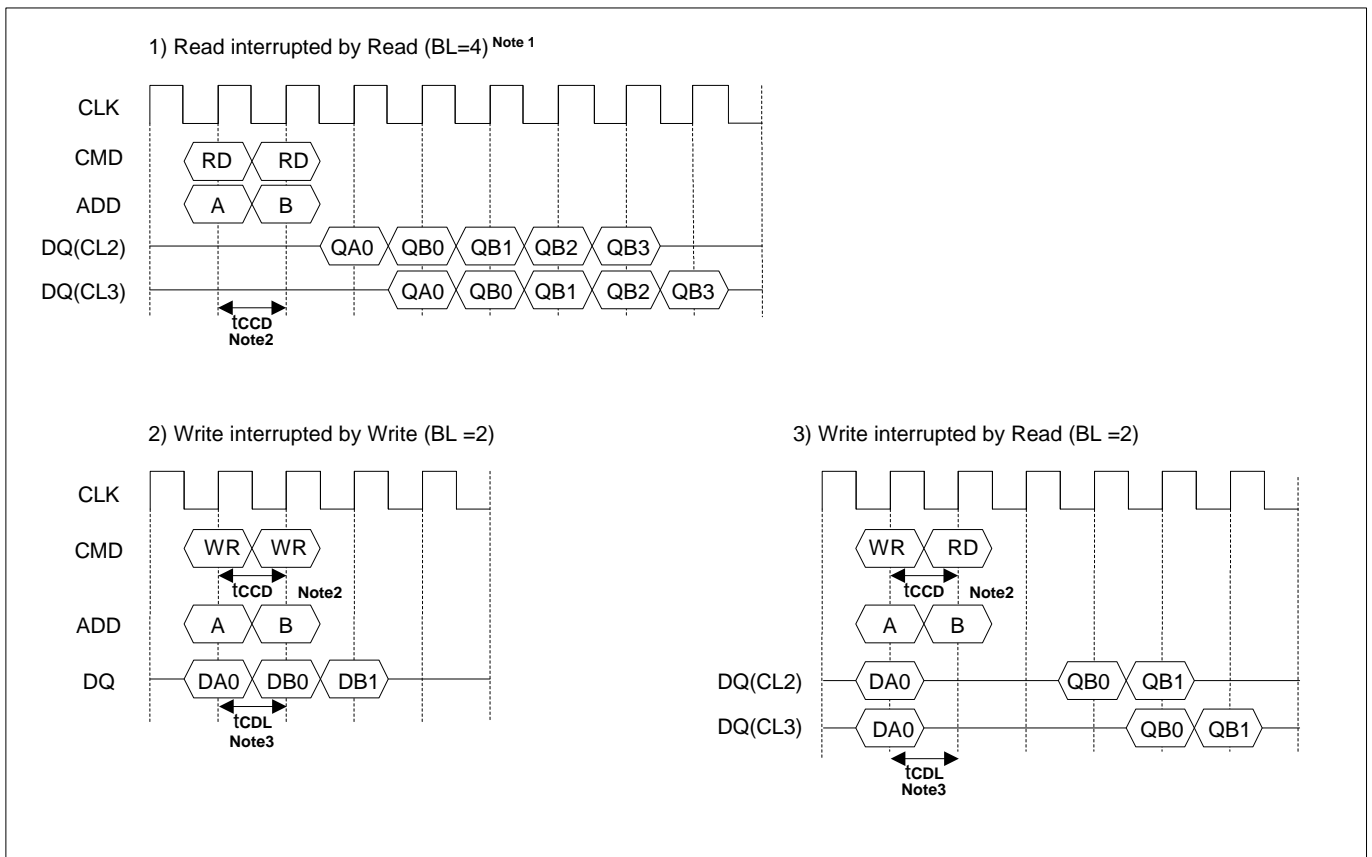 1) Read interrupted by Read (BL=4) Note 1
CLK
CMD RD RD
ADD A B
DQ(CL2) QA0 QB0 QB1 QB2 QB3
DQ(CL3) QA0 QB0 QB1 QB2 QB3
tCCD
Note2
2) Write interrupted by Write (BL =2)
CLK
CMD WR WR
tCCD Note2
ADD A B
DQ DA0 DB0 DB1
tCDL
Note3
3) Write interrupted by Read (BL =2)
WR RD
tCCD Note2
A B
DQ(CL2) DA0 QB0 QB1
DQ(CL3) DA0 QB0 QB1
tCDL
Note3